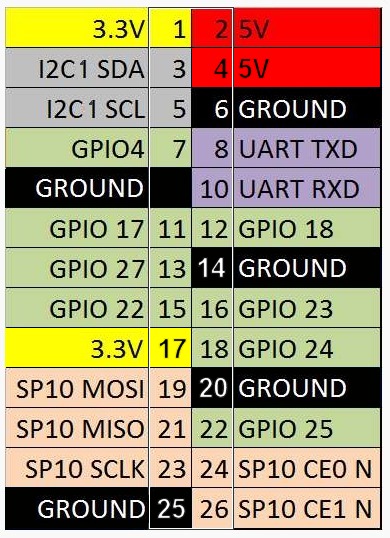 3.3V 1 2 5V
I2C1 SDA 3 4 5V
I2C1 SCL 5 6 GROUND
GPIO4 7 8 UART TXD
GROUND 10 UART RXD
GPIO 17 11 12 GPIO 18
GPIO 27 13 14 GROUND
GPIO 22 15 16 GPIO 23
3.3V 17 18 GPIO 24
SP10 MOSI 19 20 GROUND
SP10 MISO 21 22 GPIO 25
SP10 SCLK 23 24 SP10 CE0 N
GROUND 25 26 SP10 CE1 N